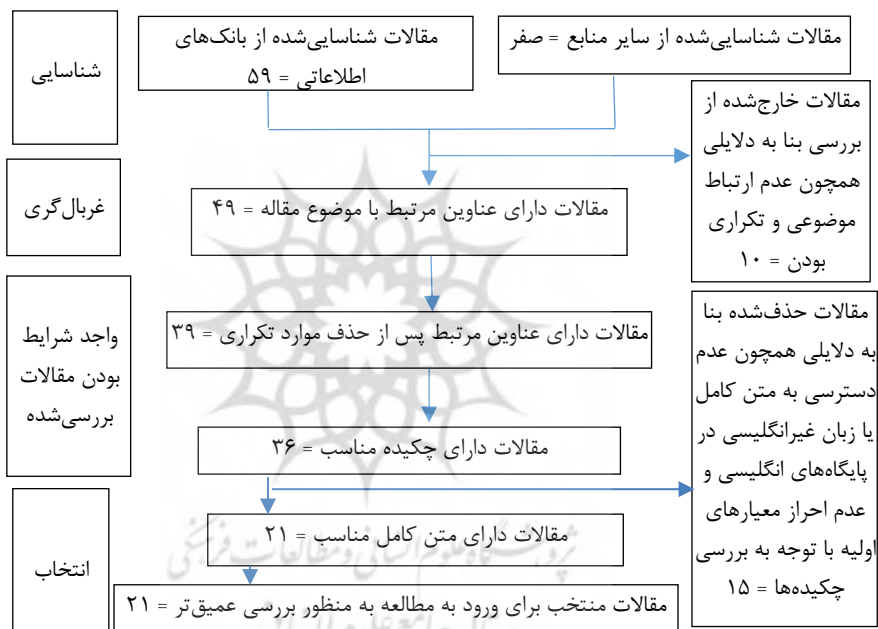 شناسایی
مقالات شناسایی‌شده از سایر منابع = صفر
مقالات شناسایی‌شده از بانک‌های
اطلاعاتی = ۵۹
مقالات خارج‌شده از
بررسی بنا به دلایلی
همچون عدم ارتباط
موضوعی و تکراری
بودن = ۱۰
غربال‌گری
مقالات دارای عناوین مرتبط با موضوع مقاله = ۴۹
واجد شرایط
بودن مقالات
بررسی‌شده
مقالات دارای عناوین مرتبط پس از حذف موارد تکراری = ۳۹
مقالات دارای چکیده مناسب = ۳۶
مقالات حذف‌شده بنا
به دلایلی همچون عدم
دسترسی به متن کامل
یا زبان غیرانگلیسی در
پایگاه‌های انگلیسی و
عدم احراز معیارهای
اولیه با توجه به بررسی
چکیده‌ها = ۱۵
انتخاب
مقالات دارای متن کامل مناسب = ۲۱
مقالات منتخب برای ورود به مطالعه به منظور بررسی عمیق‌تر = ۲۱
پژوهشگاه علوم انسانی و مطالعات فرهنگی